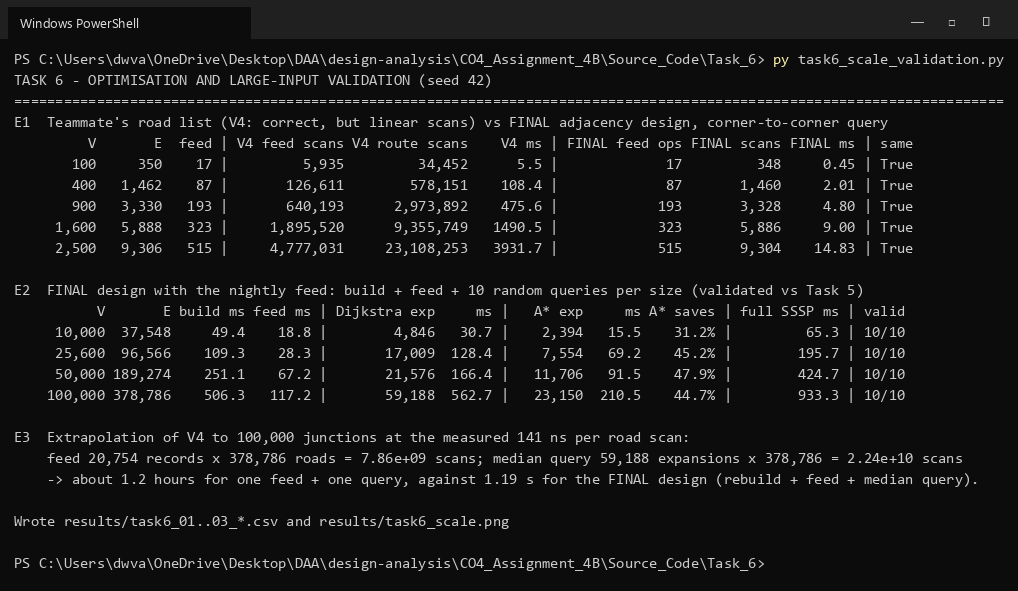 Windows PowerShell
PS C:\Users\dwva\OneDrive\Desktop\DAA\design-analysis\CO4_Assignment_4B\Source_Code\Task_6> py task6_scale_validation.py
TASK 6 - OPTIMISATION AND LARGE-INPUT VALIDATION (seed 42)
========================================================================================================================
E1  Teammate's road list (V4: correct, but linear scans) vs FINAL adjacency design, corner-to-corner query
         V       E  feed | V4 feed scans V4 route scans    V4 ms | FINAL feed ops FINAL scans FINAL ms | same
       100     350    17 |         5,935         34,452      5.5 |             17         348     0.45 | True
       400   1,462    87 |       126,611        578,151    108.4 |             87       1,460     2.01 | True
       900   3,330   193 |       640,193      2,973,892    475.6 |            193       3,328     4.80 | True
     1,600   5,888   323 |     1,895,520      9,355,749   1490.5 |            323       5,886     9.00 | True
     2,500   9,306   515 |     4,777,031     23,108,253   3931.7 |            515       9,304    14.83 | True
E2  FINAL design with the nightly feed: build + feed + 10 random queries per size (validated vs Task 5)
          V       E build ms feed ms | Dijkstra exp     ms |   A* exp     ms A* saves | full SSSP ms | valid
     10,000  37,548     49.4    18.8 |        4,846   30.7 |    2,394   15.5    31.2% |         65.3 | 10/10
     25,600  96,566    109.3    28.3 |       17,009  128.4 |    7,554   69.2    45.2% |        195.7 | 10/10
     50,000 189,274    251.1    67.2 |       21,576  166.4 |   11,706   91.5    47.9% |        424.7 | 10/10
    100,000 378,786    506.3   117.2 |       59,188  562.7 |   23,150  210.5    44.7% |        933.3 | 10/10
E3  Extrapolation of V4 to 100,000 junctions at the measured 141 ns per road scan:
    feed 20,754 records x 378,786 roads = 7.86e+09 scans; median query 59,188 expansions x 378,786 = 2.24e+10 scans
    -> about 1.2 hours for one feed + one query, against 1.19 s for the FINAL design (rebuild + feed + median query).
Wrote results/task6_01..03_*.csv and results/task6_scale.png
PS C:\Users\dwva\OneDrive\Desktop\DAA\design-analysis\CO4_Assignment_4B\Source_Code\Task_6>